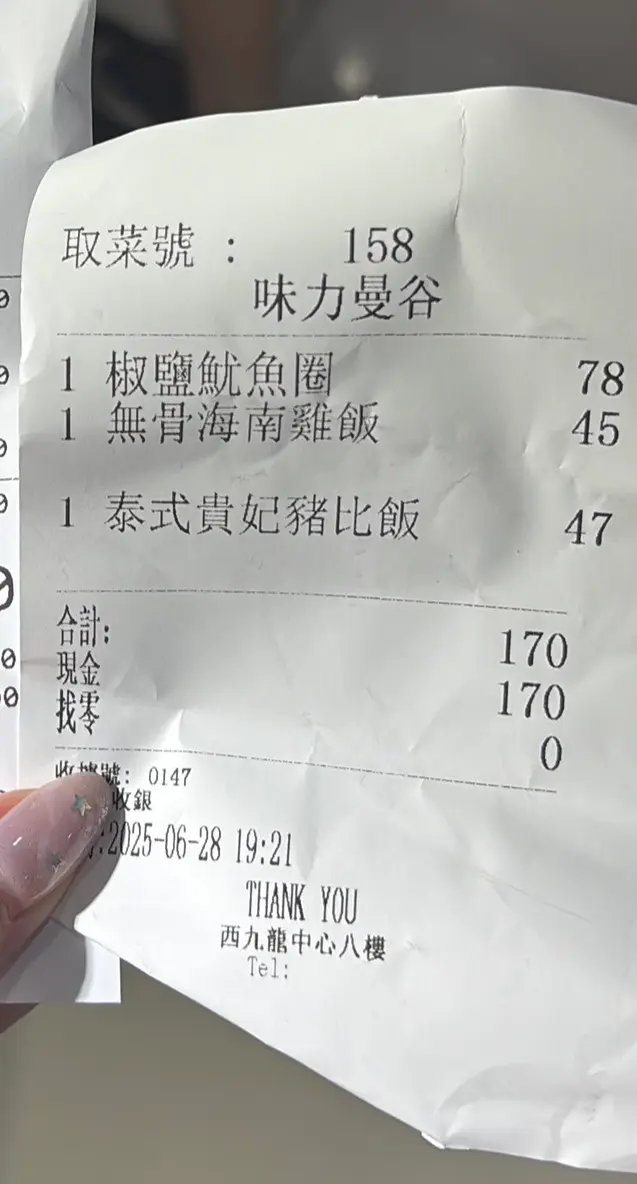 取菜號 : 158
味力曼谷
1 椒鹽魷魚圈 78
1 無骨海南雞飯 45
1 泰式貴妃豬比飯 47
合計: 170
現金 170
找零 0
收據號: 0147
收銀
:2025-06-28 19:21
THANK YOU
西九龍中心八樓
Tel: